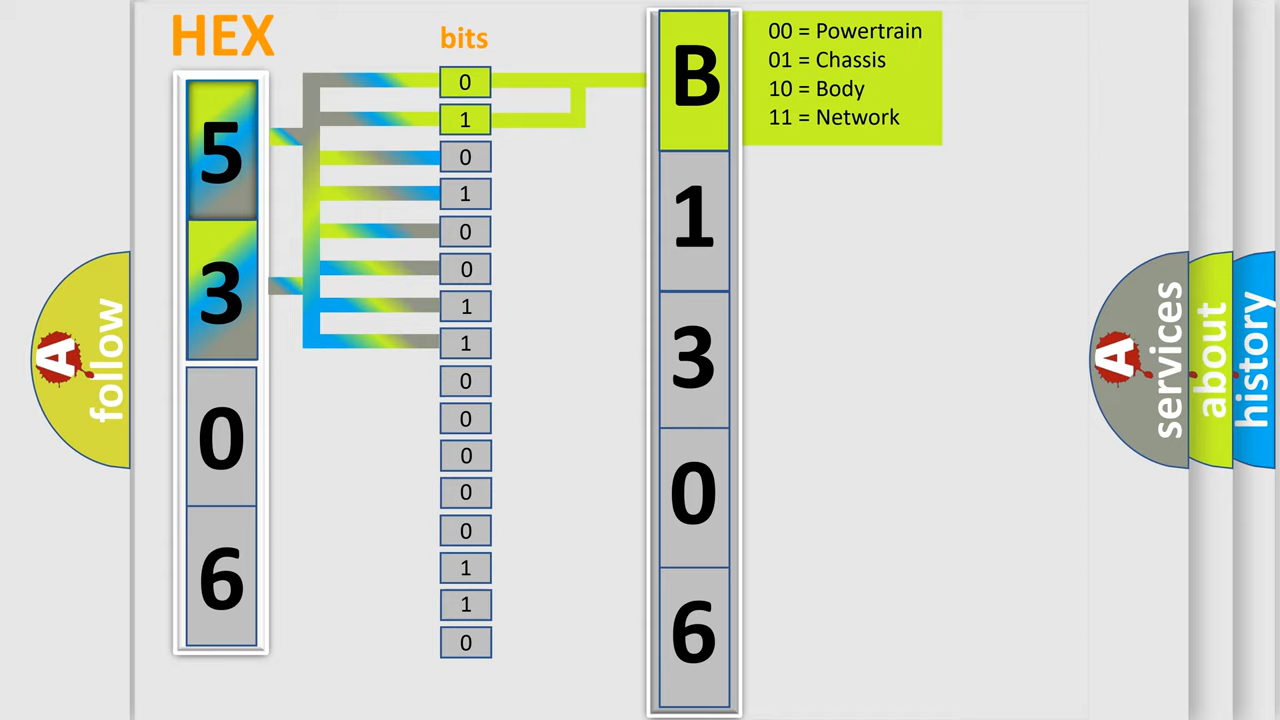 HEX
bits
5
3
0
6
0
1
0
1
0
0
1
1
0
0
0
0
0
1
1
0
B
1
3
0
6
00 = Powertrain
01 = Chassis
10 = Body
11 = Network
A
follow
A
services
about
history